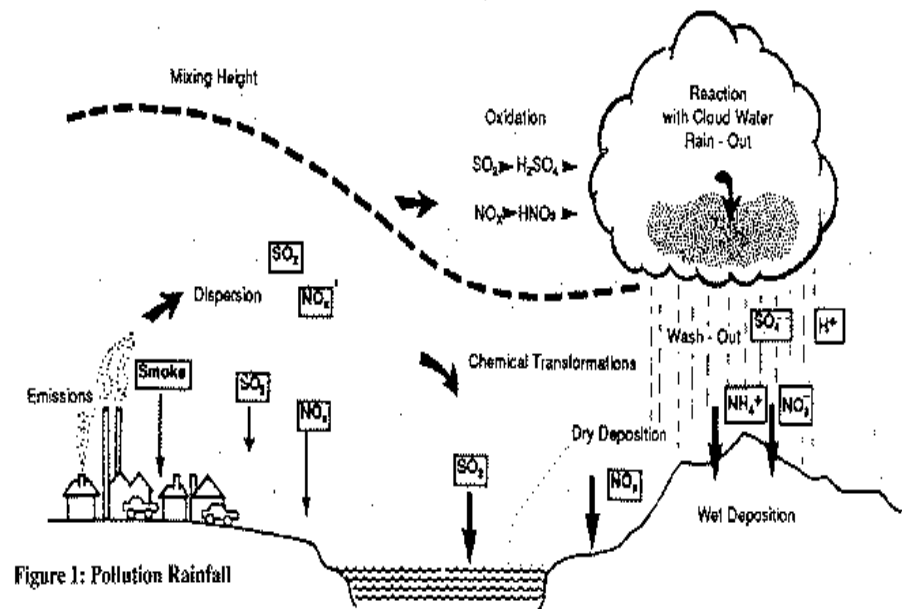 Mixing Height
Oxidation
SO₂ ► H₂SO₄ ►
NOₓ ► HNO₃ ►
Reaction
with Cloud Water
Rain - Out
SO₂
Dispersion
NOₓ
Emissions
Smoke
SO₂
NOₓ
Chemical Transformations
Wash - Out
SO₄⁻⁻
H⁺
NH₄⁺
NO₃⁻
Dry Deposition
SO₂
NOₓ
Wet Deposition
Figure 1: Pollution Rainfall